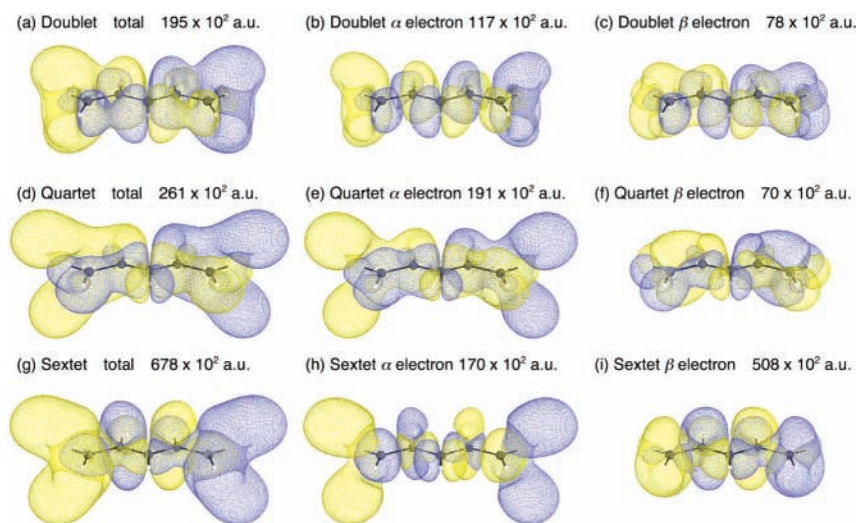 (a) Doublet total 195 x 10² a.u.
(b) Doublet α electron 117 x 10² a.u.
(c) Doublet β electron 78 x 10² a.u.
(d) Quartet total 261 x 10² a.u.
(e) Quartet α electron 191 x 10² a.u.
(f) Quartet β electron 70 x 10² a.u.
(g) Sextet total 678 x 10² a.u.
(h) Sextet α electron 170 x 10² a.u.
(i) Sextet β electron 508 x 10² a.u.